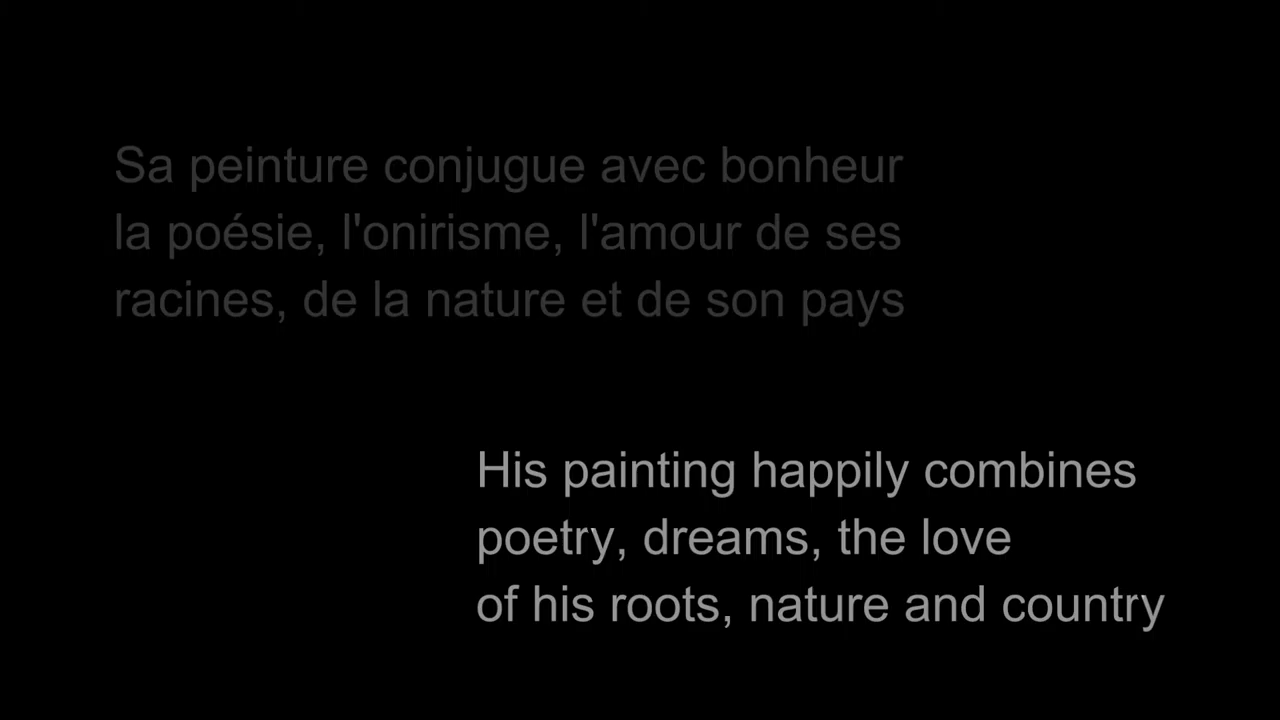 Sa peinture conjugue avec bonheur
la poésie, l'onirisme, l'amour de ses
racines, de la nature et de son pays
His painting happily combines
poetry, dreams, the love
of his roots, nature and country